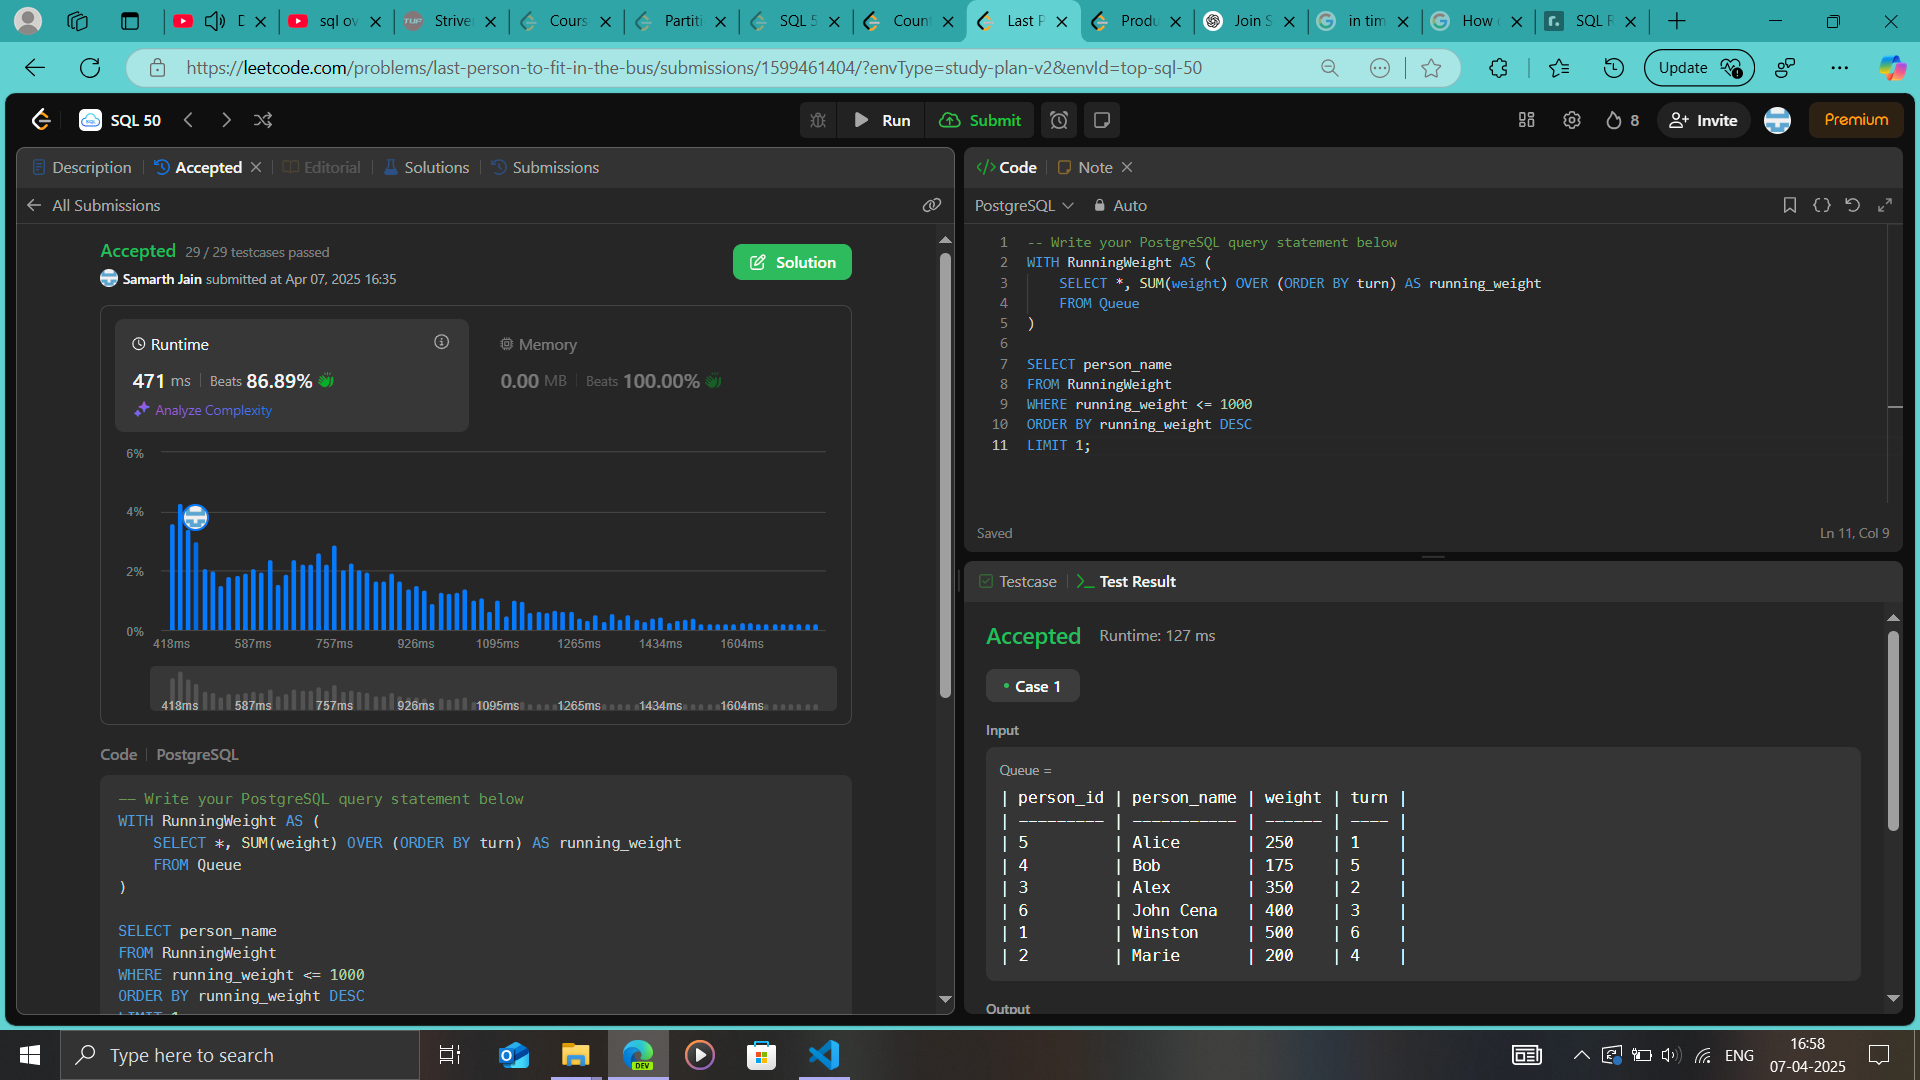 D
sql ov
TUF
Striver
Cours
Partiti
SQL 5
Count
Last P
Produ
Join S
in tim
How
SQL R
https://leetcode.com/problems/last-person-to-fit-in-the-bus/submissions/1599461404/?envType=study-plan-v2&envId=top-sql-50
Update
SQL 50
Run
Submit
8
Invite
Premium
Description
Accepted
Editorial
Solutions
Submissions
All Submissions
Accepted 29 / 29 testcases passed
Samarth Jain submitted at Apr 07, 2025 16:35
Solution
Runtime
471 ms Beats 86.89%
Analyze Complexity
Memory
0.00 MB Beats 100.00%
6%
4%
2%
0%
418ms 587ms 757ms 926ms 1095ms 1265ms 1434ms 1604ms
418ms 587ms 757ms 926ms 1095ms 1265ms 1434ms 1604ms
Code PostgreSQL
-- Write your PostgreSQL query statement below
WITH RunningWeight AS (
SELECT *, SUM(weight) OVER (ORDER BY turn) AS running_weight
FROM Queue
)
SELECT person_name
FROM RunningWeight
WHERE running_weight <= 1000
ORDER BY running_weight DESC
LIMIT 1
Code
Note
PostgreSQL
Auto
1 -- Write your PostgreSQL query statement below
2 WITH RunningWeight AS (
3 SELECT *, SUM(weight) OVER (ORDER BY turn) AS running_weight
4 FROM Queue
5 )
6
7 SELECT person_name
8 FROM RunningWeight
9 WHERE running_weight <= 1000
10 ORDER BY running_weight DESC
11 LIMIT 1;
Saved
Ln 11, Col 9
Testcase
Test Result
Accepted Runtime: 127 ms
Case 1
Input
Queue =
| person_id | person_name | weight | turn |
| --------- | ----------- | ------ | ---- |
| 5 | Alice | 250 | 1 |
| 4 | Bob | 175 | 5 |
| 3 | Alex | 350 | 2 |
| 6 | John Cena | 400 | 3 |
| 1 | Winston | 500 | 6 |
| 2 | Marie | 200 | 4 |
Output
Type here to search
DEV
ENG
16:58
07-04-2025